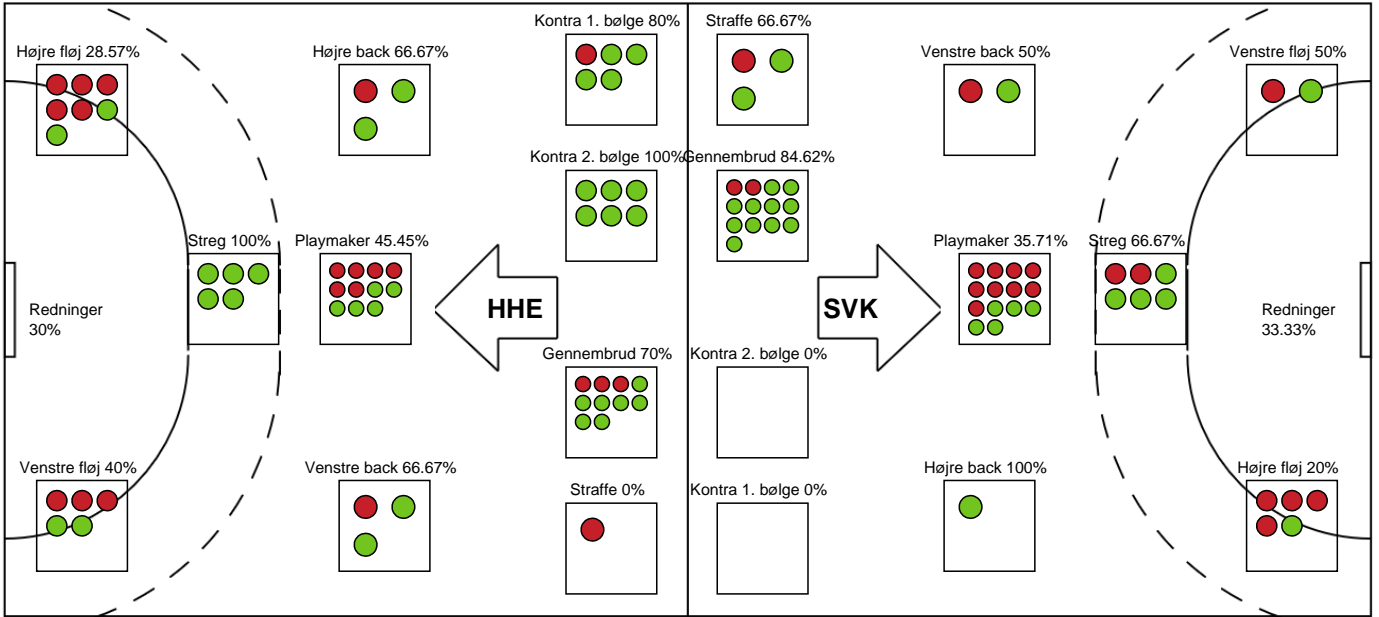 Kontra 1. bølge 80%
Straffe 66.67%
Højre fløj 28.57%
Højre back 66.67%
Venstre back 50%
Venstre fløj 50%
Kontra 2. bølge 100%
Gennembrud 84.62%
Streg 100%
Playmaker 45.45%
Playmaker 35.71%
Streg 66.67%
Redninger
30%
HHE
SVK
Redninger
33.33%
Gennembrud 70%
Kontra 2. bølge 0%
Venstre fløj 40%
Venstre back 66.67%
Højre back 100%
Højre fløj 20%
Straffe 0%
Kontra 1. bølge 0%